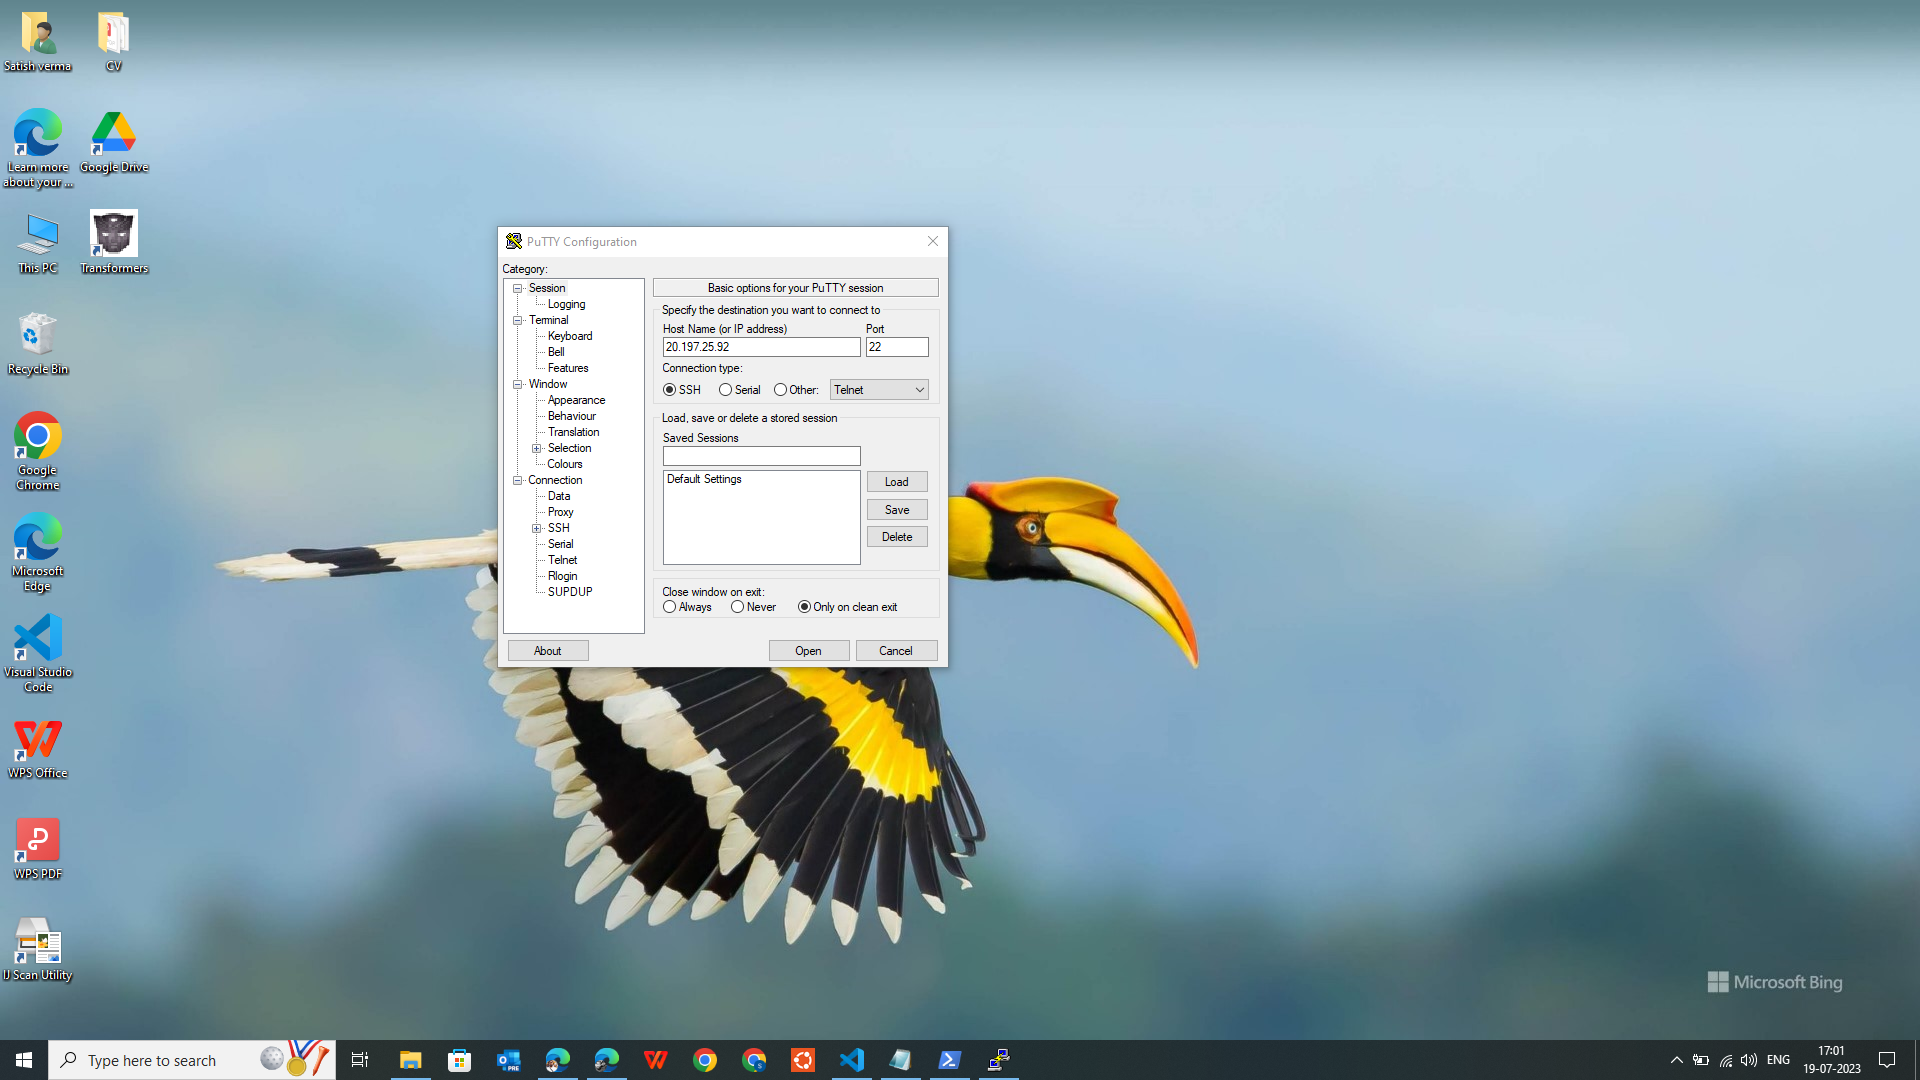 Satish verma
CV
Learn more
about your ...
Google Drive
This PC
Transformers
Recycle Bin
Google
Chrome
Microsoft
Edge
Visual Studio
Code
WPS Office
WPS PDF
IJ Scan Utility
PuTTY Configuration
Category:
Session
Logging
Terminal
Keyboard
Bell
Features
Window
Appearance
Behaviour
Translation
Selection
Colours
Connection
Data
Proxy
SSH
Serial
Telnet
Rlogin
SUPDUP
Basic options for your PuTTY session
Specify the destination you want to connect to
Host Name (or IP address) Port
20.197.25.92 22
Connection type:
SSH Serial Other: Telnet
Load, save or delete a stored session
Saved Sessions
Default Settings
Load
Save
Delete
Close window on exit:
Always Never Only on clean exit
About Open Cancel
Microsoft Bing
Type here to search
PRE
S
ENG
17:01
19-07-2023